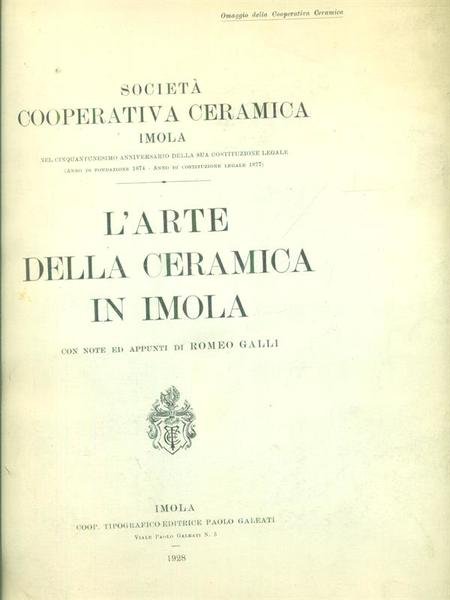 Omaggio della Cooperativa Ceramica
SOCIETÀ
COOPERATIVA CERAMICA
IMOLA
NEL CINQUANTUNESIMO ANNIVERSARIO DELLA SUA COSTITUZIONE LEGALE
(ANNO DI FONDAZIONE 1874 - ANNO DI COSTITUZIONE LEGALE 1877)
L'ARTE
DELLA CERAMICA
IN IMOLA
CON NOTE ED APPUNTI DI ROMEO GALLI
IMOLA
COOP. TIPOGRAFICO EDITRICE PAOLO GALEATI
VIALE PAOLO GALEATI N. 5
1928